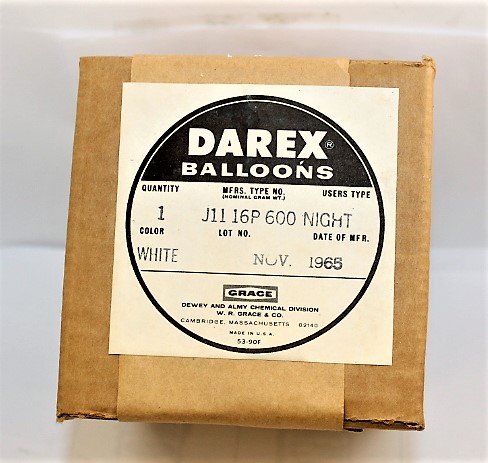 DAREX®
BALLOONS
QUANTITY MFRS. TYPE NO. USERS TYPE
(NOMINAL GRAM WT.)
1 J11 16P 600 NIGHT
COLOR LOT NO. DATE OF MFR.
WHITE NOV. 1965
GRACE
DEWEY AND ALMY CHEMICAL DIVISION
W. R. GRACE & CO.
CAMBRIDGE, MASSACHUSETTS 02140
MADE IN U.S.A.
53-90F